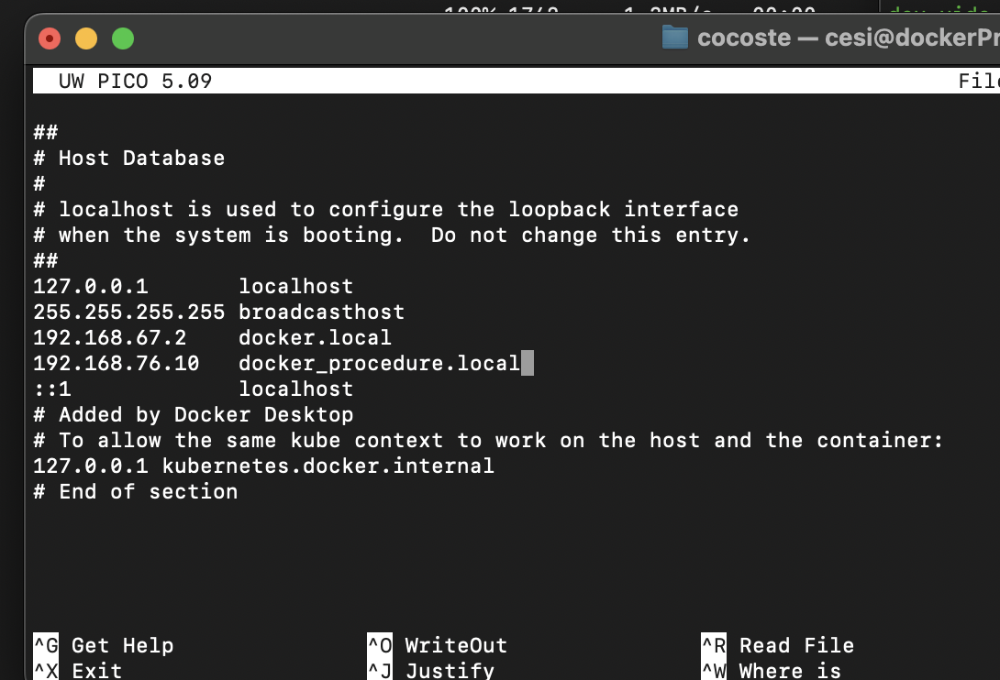 cocoste — cesi@dockerPr
UW PICO 5.09 File
##
# Host Database
#
# localhost is used to configure the loopback interface
# when the system is booting.  Do not change this entry.
##
127.0.0.1       localhost
255.255.255.255 broadcasthost
192.168.67.2    docker.local
192.168.76.10   docker_procedure.local
::1             localhost
# Added by Docker Desktop
# To allow the same kube context to work on the host and the container:
127.0.0.1 kubernetes.docker.internal
# End of section
^G Get Help ^O WriteOut ^R Read File
^X Exit ^J Justify ^W Where is